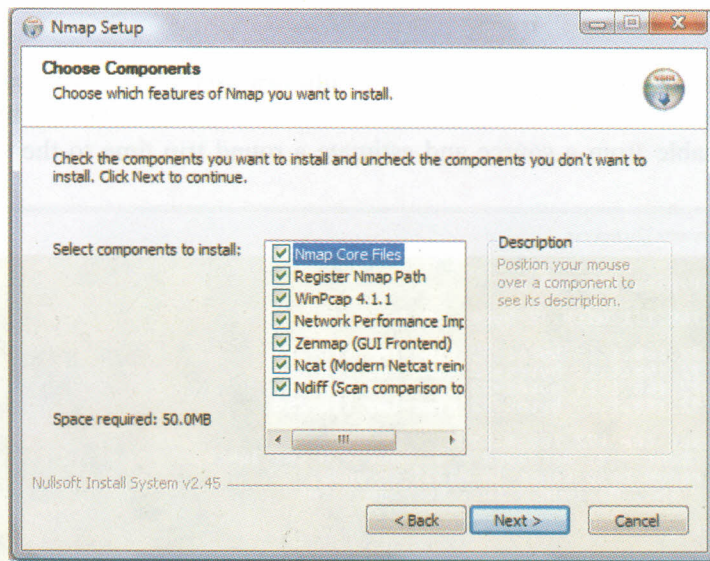 Nmap Setup
Choose Components
Choose which features of Nmap you want to install.
Check the components you want to install and uncheck the components you don't want to
install. Click Next to continue.
Select components to install:
Nmap Core Files
Register Nmap Path
WinPcap 4.1.1
Network Performance Imp
Zenmap (GUI Frontend)
Ncat (Modern Netcat rein
Ndiff (Scan comparison to
Description
Position your mouse
over a component to
see its description.
Space required: 50.0MB
Nullsoft Install System v2.45
< Back
Next >
Cancel